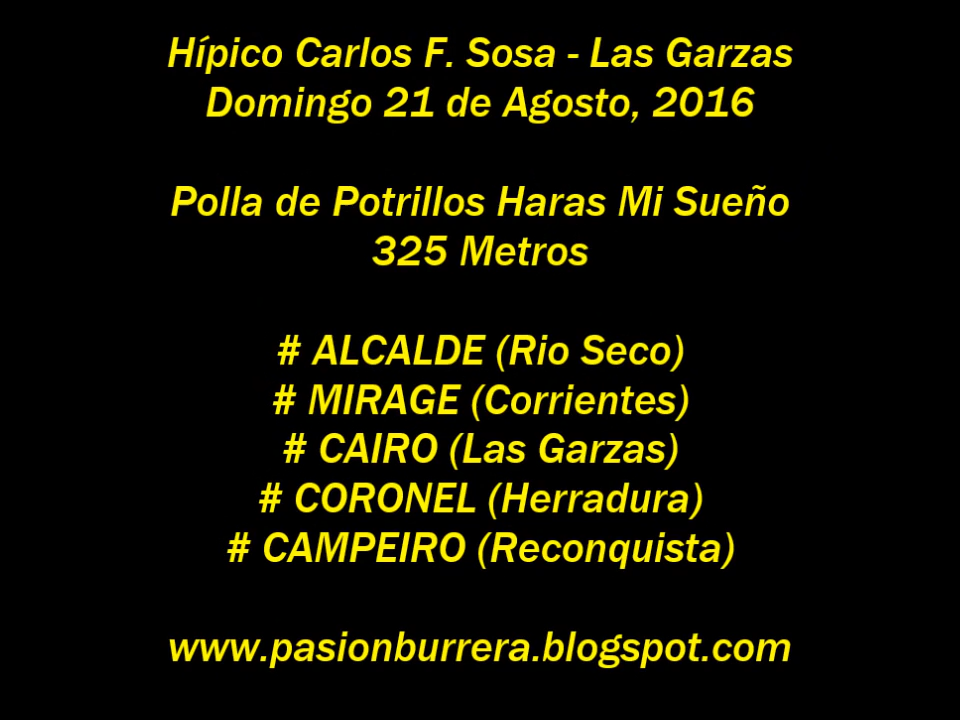 Hípico Carlos F. Sosa - Las Garzas
Domingo 21 de Agosto, 2016
Polla de Potrillos Haras Mi Sueño
325 Metros
# ALCALDE (Rio Seco)
# MIRAGE (Corrientes)
# CAIRO (Las Garzas)
# CORONEL (Herradura)
# CAMPEIRO (Reconquista)
www.pasionburrera.blogspot.com